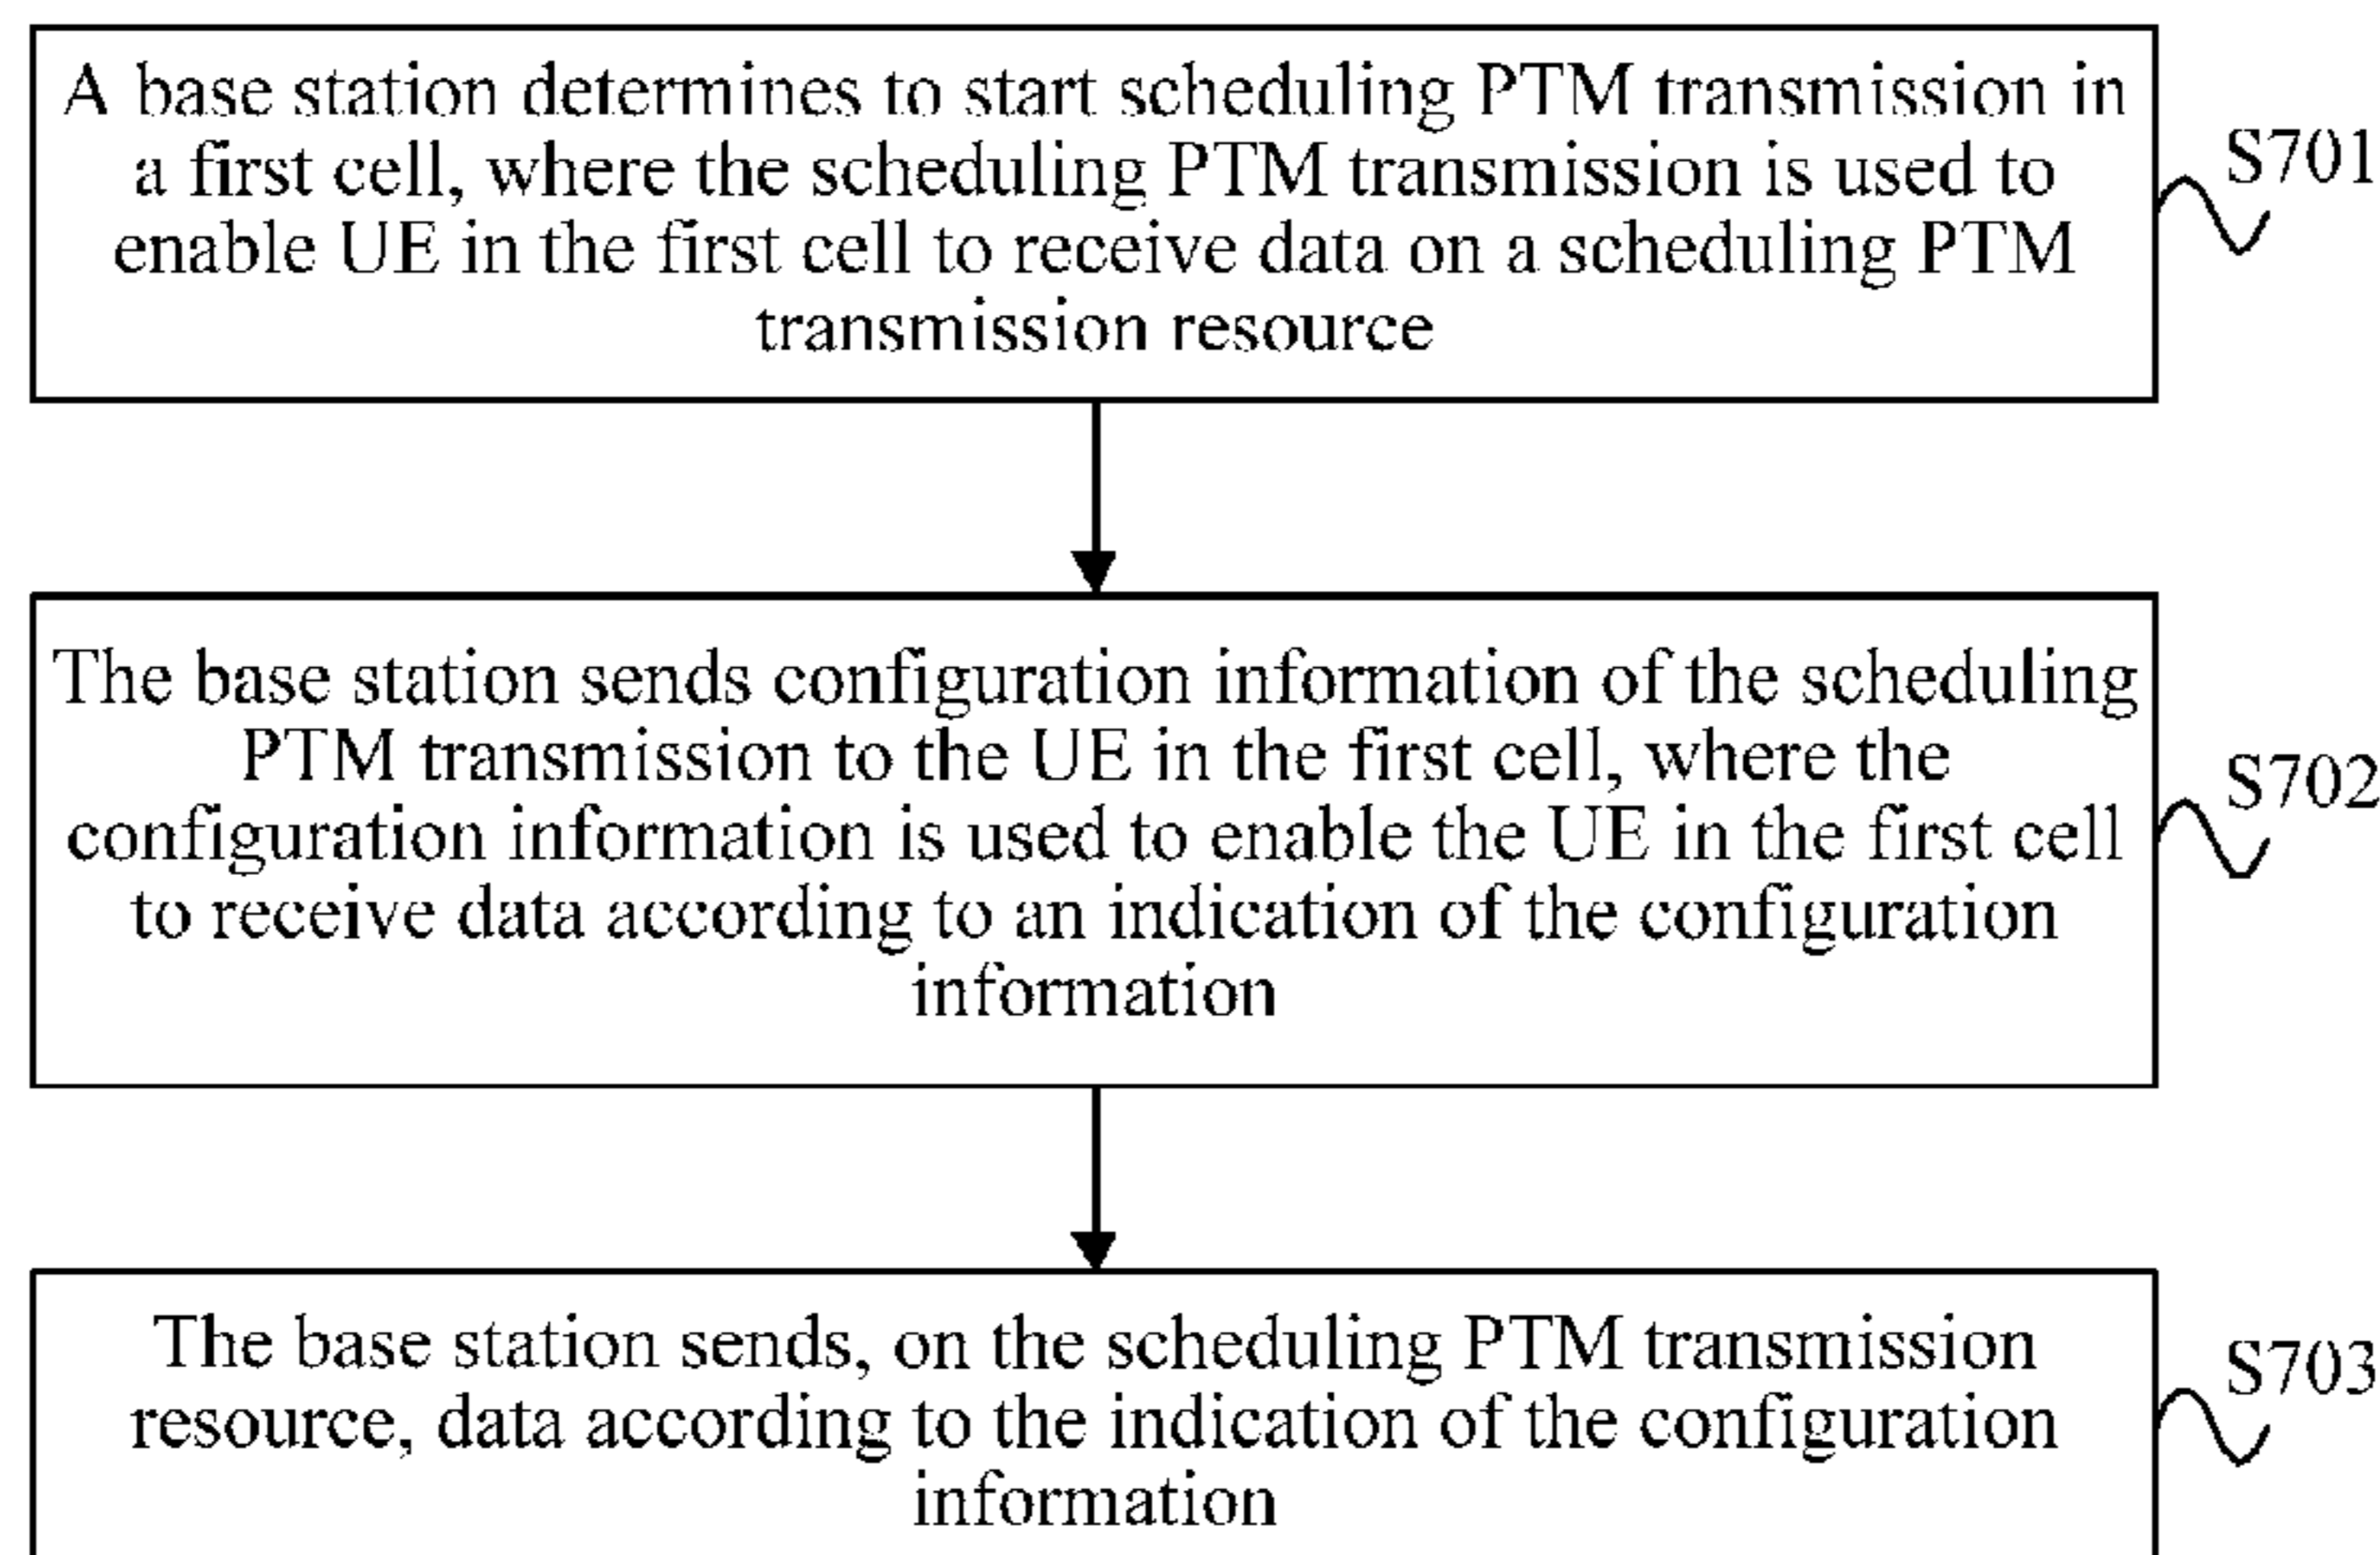 A base station determines to start scheduling PTM transmission in
a first cell, where the scheduling PTM transmission is used to
enable UE in the first cell to receive data on a scheduling PTM
transmission resource
S701
The base station sends configuration information of the scheduling
PTM transmission to the UE in the first cell, where the
configuration information is used to enable the UE in the first cell
to receive data according to an indication of the configuration
information
S702
The base station sends, on the scheduling PTM transmission
resource, data according to the indication of the configuration
information
S703